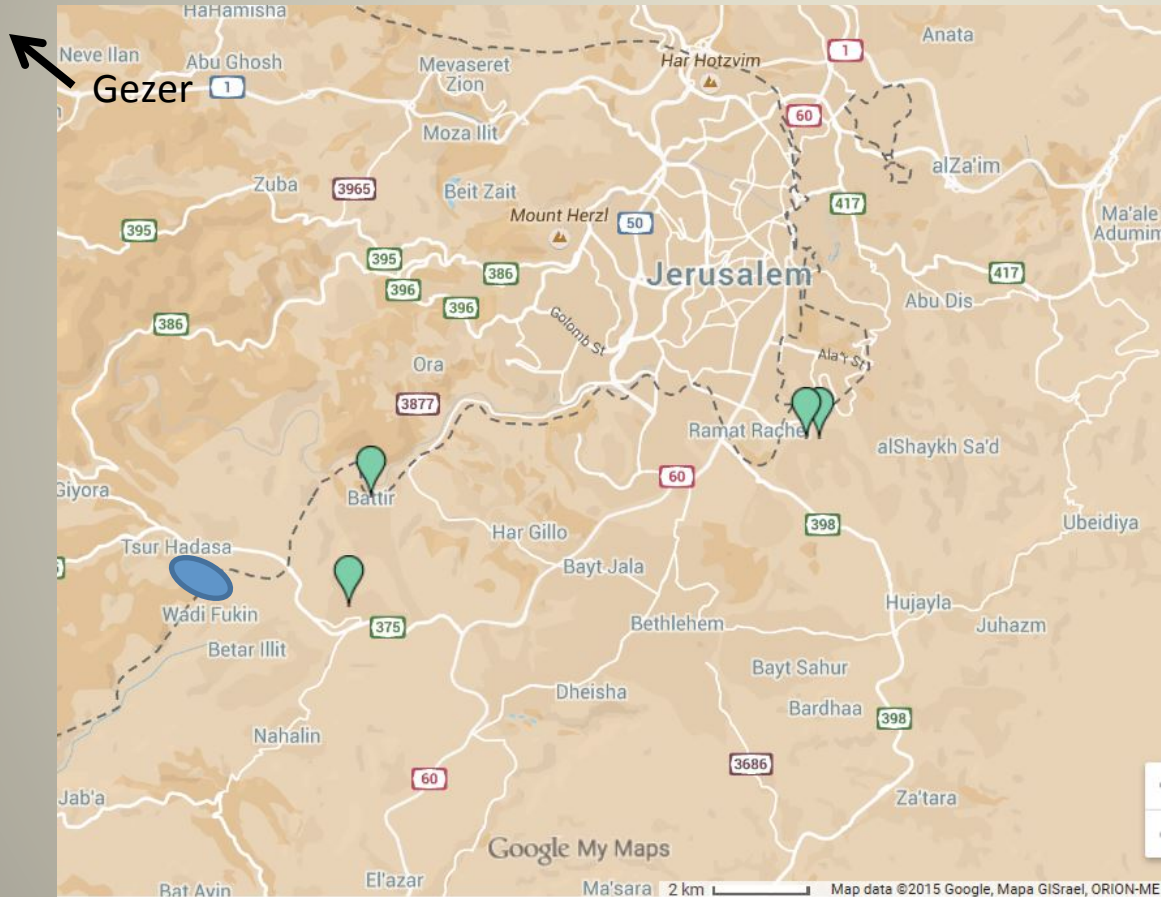 HaHamisha
Neve Ilan
Abu Ghosh
Gezer
1
Mevaseret
Zion
Har Hotzvim
1
Anata
60
Moza Ilit
alZa'im
Zuba
3965
Beit Zait
417
395
Mount Herzl
50
Ma'ale
Adumim
395
386
Jerusalem
417
396
396
Abu Dis
386
Golomb St
Ora
Ala'r St
3877
Ramat Rachel
alShaykh Sa'd
60
Giyora
Battir
398
Ubeidiya
Har Gillo
Tsur Hadasa
Bayt Jala
Wadi Fukin
Hujayla
375
Bethlehem
Juhazm
Betar Illit
Bayt Sahur
Dheisha
Bardhaa
398
Nahalin
3686
60
Jab'a
Za'tara
Google My Maps
El'azar
Bat Ayin
Ma'sara
2 km
Map data ©2015 Google, Mapa GISrael, ORION-ME